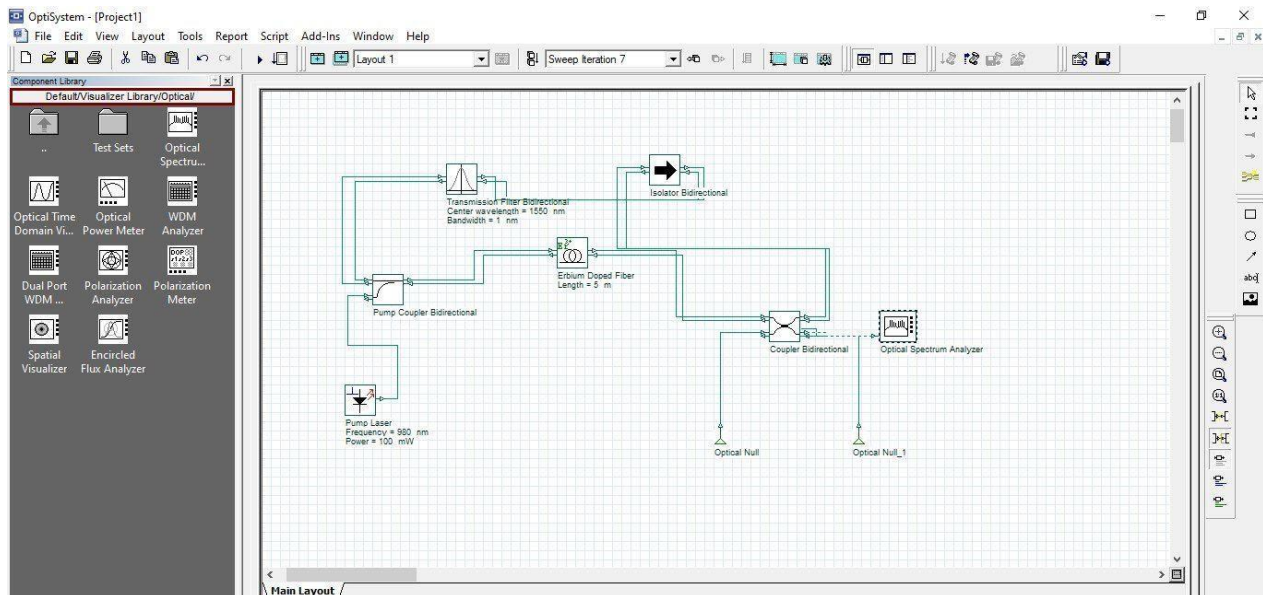 OptiSystem - [Project1]
File Edit View Layout Tools Report Script Add-Ins Window Help
Layout 1
Sweep Iteration 7
Component Library
Default/Visualizer Library/Optical/
..
Test Sets
Optical
Spectru...
Optical Time
Domain Vi...
Optical
Power Meter
WDM
Analyzer
Dual Port
WDM ...
Polarization
Analyzer
Polarization
Meter
Spatial
Visualizer
Encircled
Flux Analyzer
Transmission Filter Bidirectional
Center wavelength = 1550 nm
Bandwidth = 1 nm
Isolator Bidirectional
Erbium Doped Fiber
Length = 5 m
Pump Coupler Bidirectional
Coupler Bidirectional
Optical Spectrum Analyzer
Pump Laser
Frequency = 980 nm
Power = 100 mW
Optical Null
Optical Null_1
Main Layout